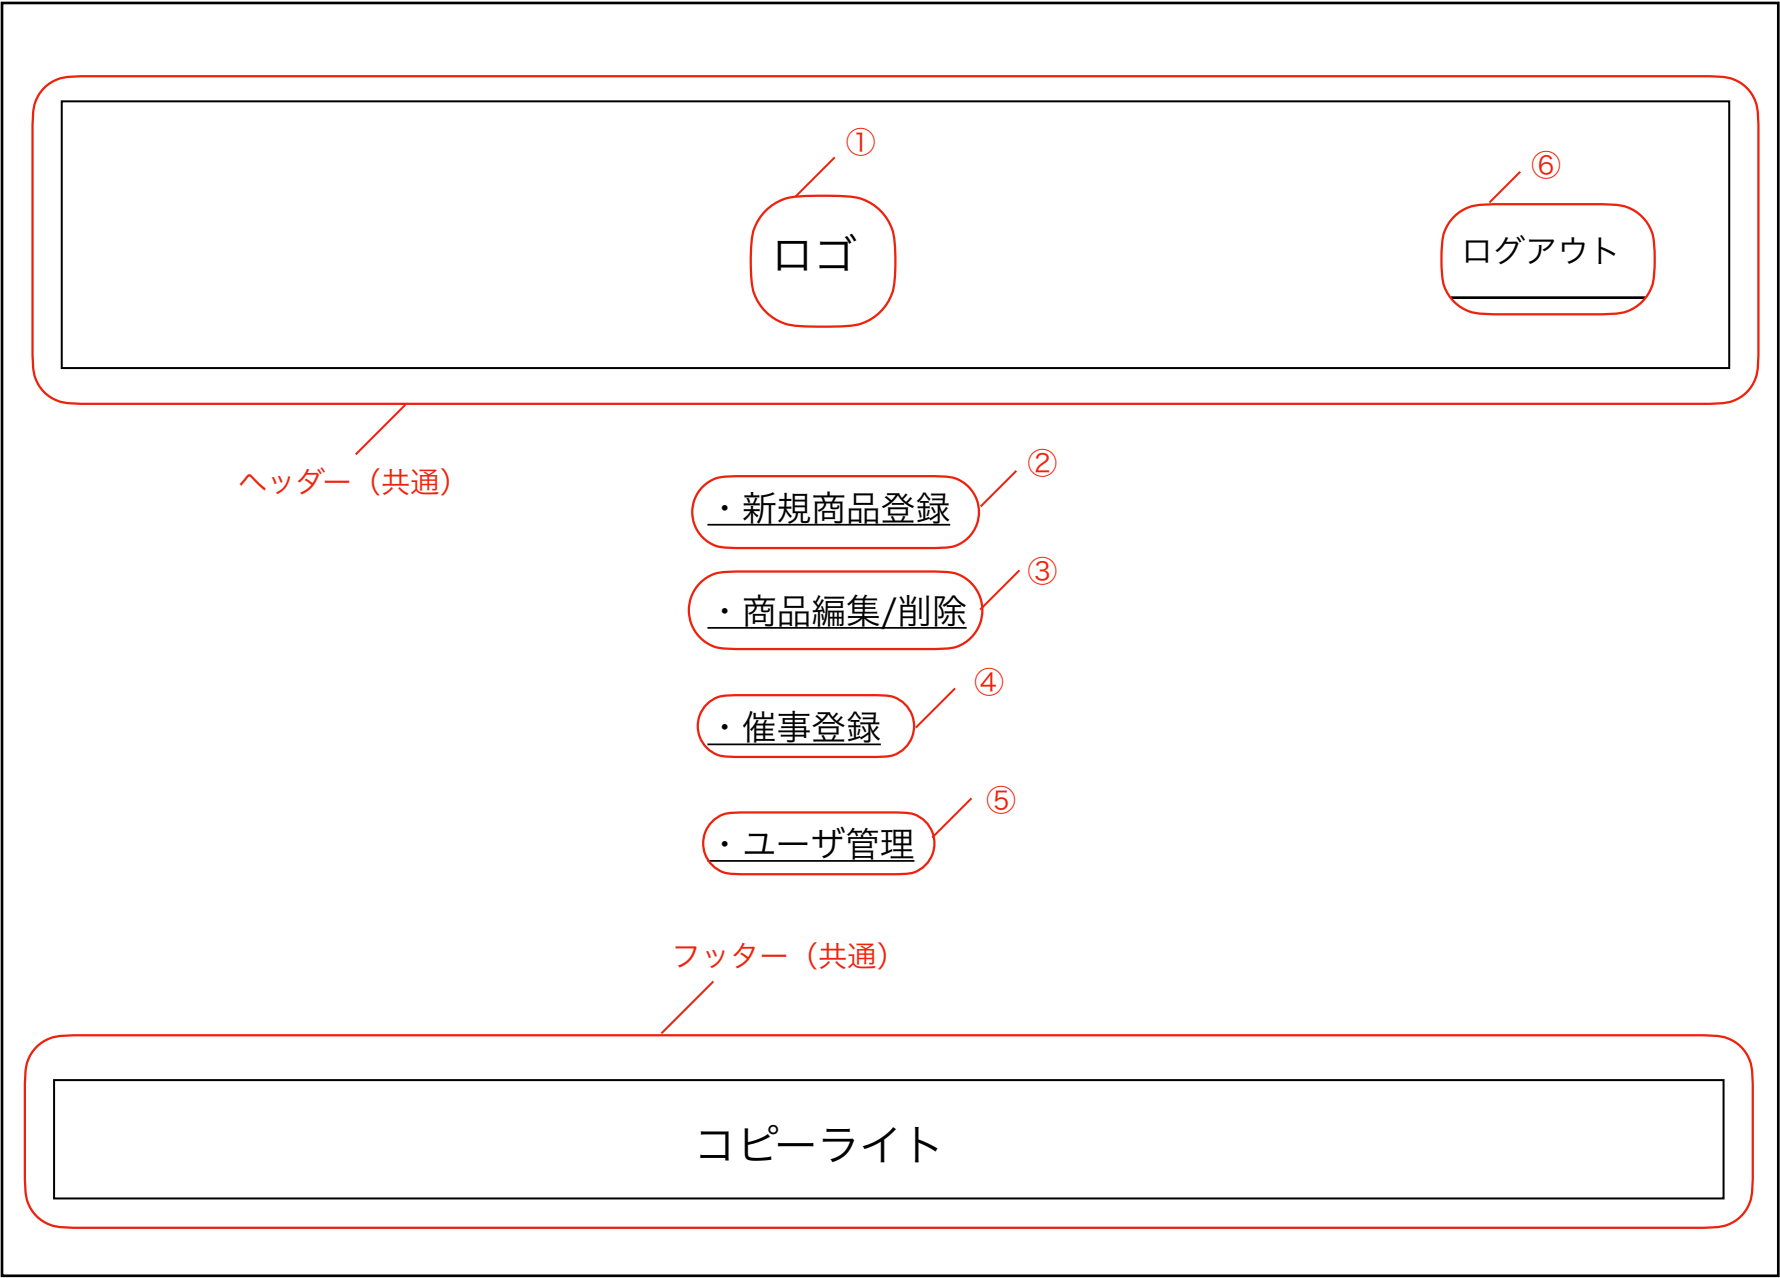 ①
⑥
ロゴ
ログアウト
ヘッダー（共通）
②
・新規商品登録
③
・商品編集/削除
④
・催事登録
⑤
・ユーザ管理
フッター（共通）
コピーライト